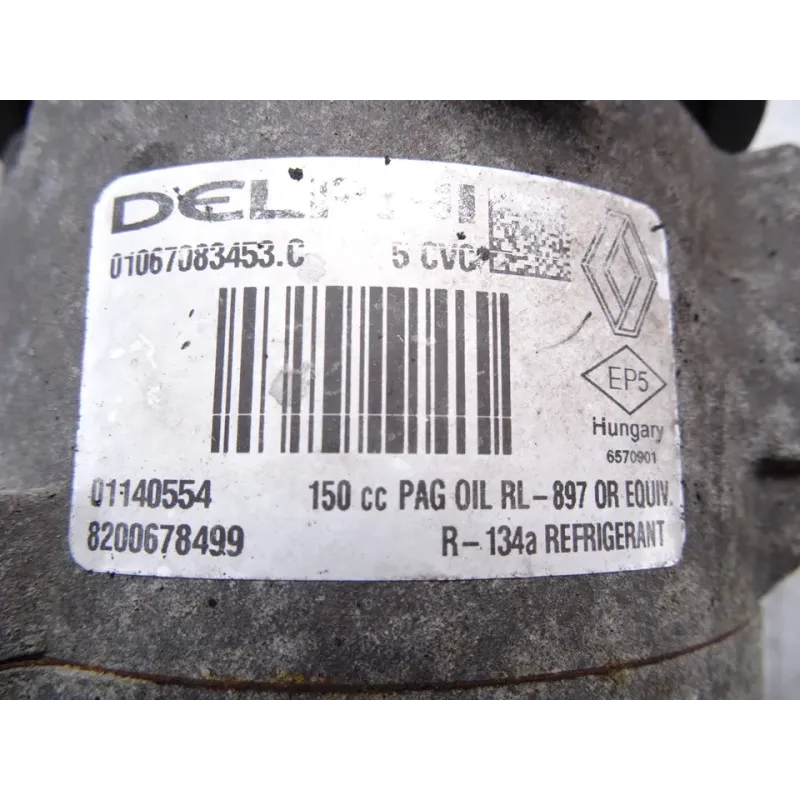 DELPHI
01067083453.C 5 CVC
EP5
Hungary
6570901
01140554 150 cc PAG OIL RL-897 OR EQUIV.
8200678499 R-134a REFRIGERANT